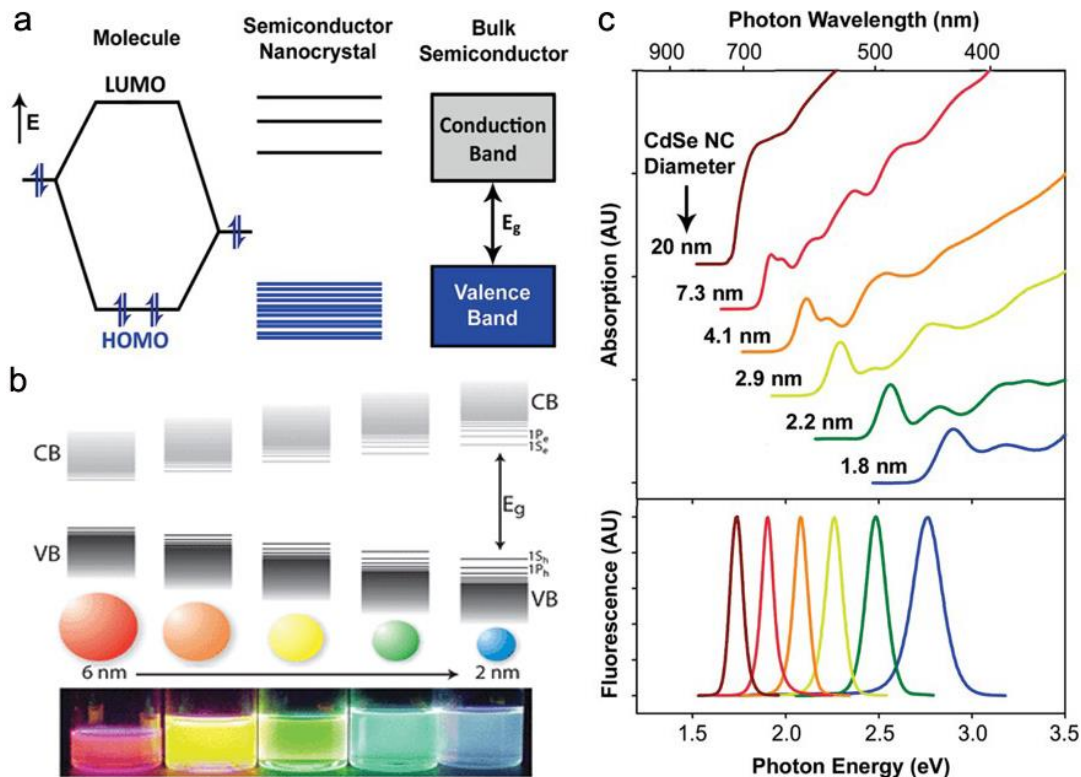 a
Molecule
Semiconductor
Nanocrystal
Bulk
Semiconductor
LUMO
E
HOMO
Conduction
Band
Eg
Valence
Band
b
CB
VB
CB
1Pe
1Se
Eg
1Sh
1Ph
VB
6 nm
2 nm
c
Photon Wavelength (nm)
900 700 500 400
CdSe NC
Diameter
20 nm
7.3 nm
4.1 nm
2.9 nm
2.2 nm
1.8 nm
Absorption (AU)
Fluorescence (AU)
1.5 2.0 2.5 3.0 3.5
Photon Energy (eV)